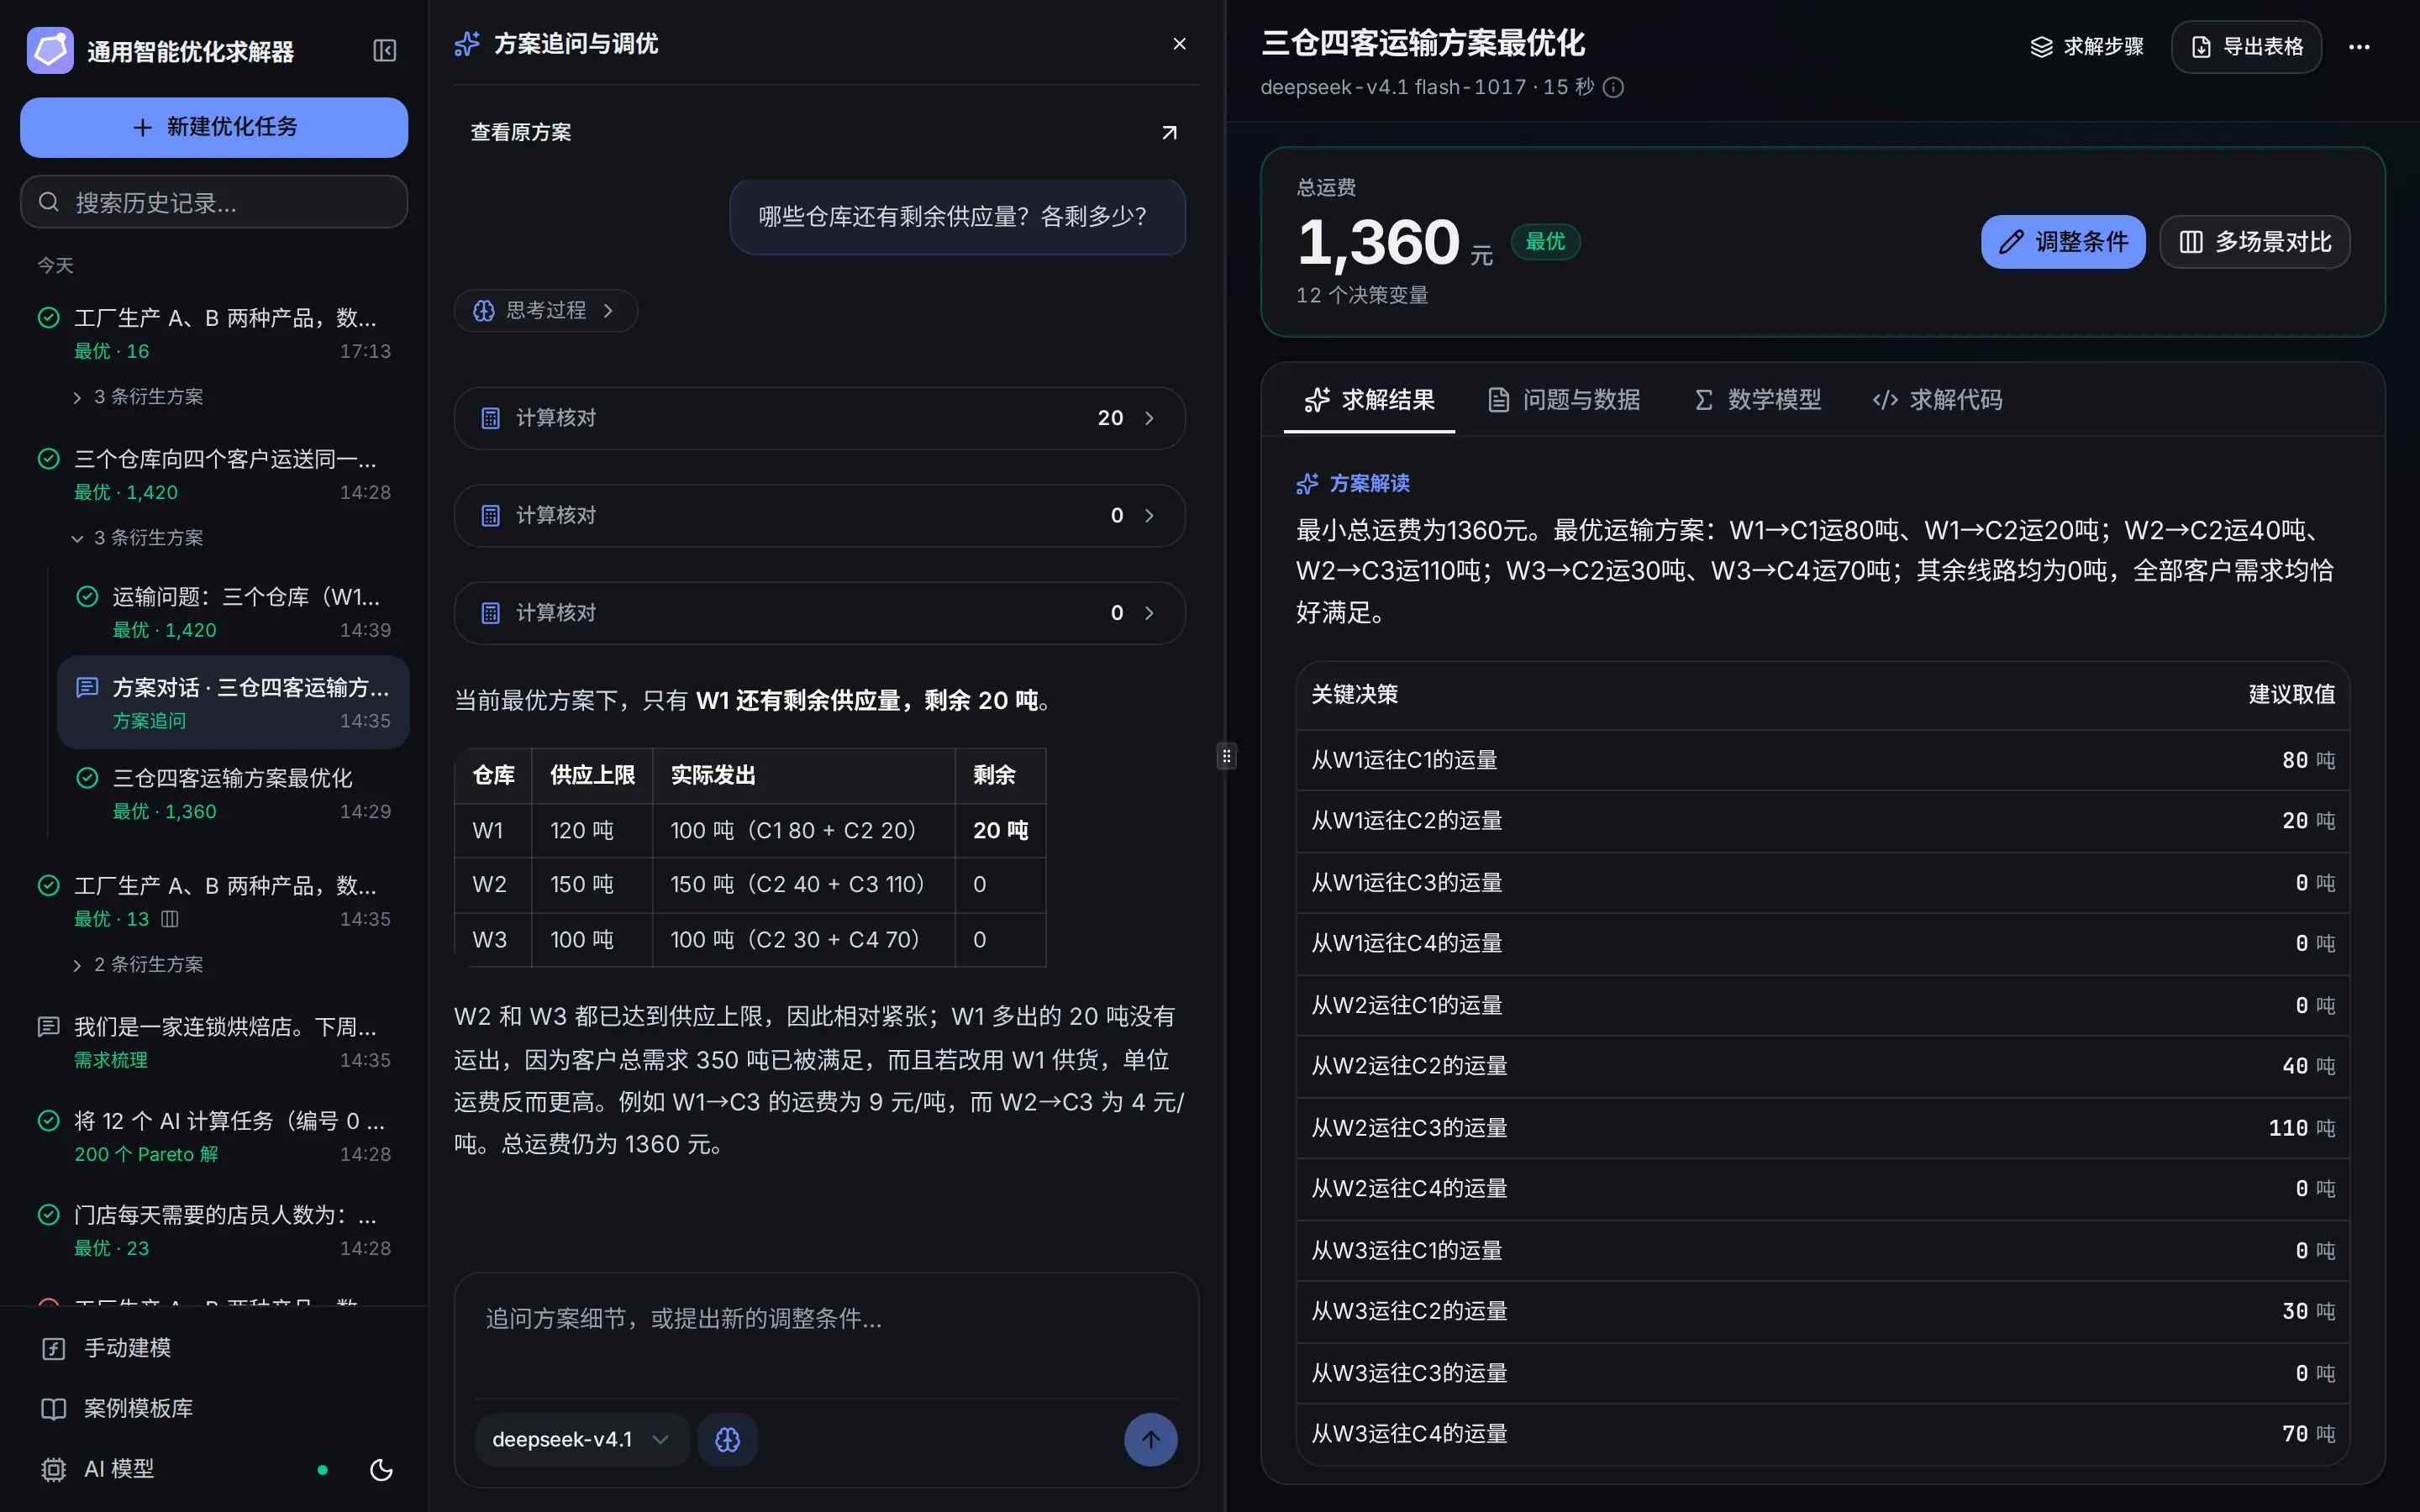 通用智能优化求解器
新建优化任务
搜索历史记录...
今天
工厂生产 A、B 两种产品，数...
最优 · 16 17:13
3 条衍生方案
三个仓库向四个客户运送同一...
最优 · 1,420 14:28
3 条衍生方案
运输问题：三个仓库（W1...
最优 · 1,420 14:39
方案对话 · 三仓四客运输方...
方案追问 14:35
三仓四客运输方案最优化
最优 · 1,360 14:29
工厂生产 A、B 两种产品，数...
最优 · 13 14:35
2 条衍生方案
我们是一家连锁烘焙店。下周...
需求梳理 14:35
将 12 个 AI 计算任务（编号 0 ...
200 个 Pareto 解 14:28
门店每天需要的店员人数为：...
最优 · 23 14:28
手动建模
案例模板库
AI 模型
方案追问与调优
查看原方案
哪些仓库还有剩余供应量？各剩多少？
思考过程
计算核对 20
计算核对 0
计算核对 0
当前最优方案下，只有 W1 还有剩余供应量，剩余 20 吨。
仓库 供应上限 实际发出 剩余
W1 120 吨 100 吨（C1 80 + C2 20） 20 吨
W2 150 吨 150 吨（C2 40 + C3 110） 0
W3 100 吨 100 吨（C2 30 + C4 70） 0
W2 和 W3 都已达到供应上限，因此相对紧张；W1 多出的 20 吨没有
运出，因为客户总需求 350 吨已被满足，而且若改用 W1 供货，单位
运费反而更高。例如 W1→C3 的运费为 9 元/吨，而 W2→C3 为 4 元/
吨。总运费仍为 1360 元。
追问方案细节，或提出新的调整条件...
deepseek-v4.1
三仓四客运输方案最优化
求解步骤
导出表格
deepseek-v4.1 flash-1017 · 15 秒
总运费
1,360 元 最优
12 个决策变量
调整条件
多场景对比
求解结果 问题与数据 数学模型 求解代码
方案解读
最小总运费为1360元。最优运输方案：W1→C1运80吨、W1→C2运20吨；W2→C2运40吨、
W2→C3运110吨；W3→C2运30吨、W3→C4运70吨；其余线路均为0吨，全部客户需求均恰
好满足。
关键决策 建议取值
从W1运往C1的运量 80 吨
从W1运往C2的运量 20 吨
从W1运往C3的运量 0 吨
从W1运往C4的运量 0 吨
从W2运往C1的运量 0 吨
从W2运往C2的运量 40 吨
从W2运往C3的运量 110 吨
从W2运往C4的运量 0 吨
从W3运往C1的运量 0 吨
从W3运往C2的运量 30 吨
从W3运往C3的运量 0 吨
从W3运往C4的运量 70 吨